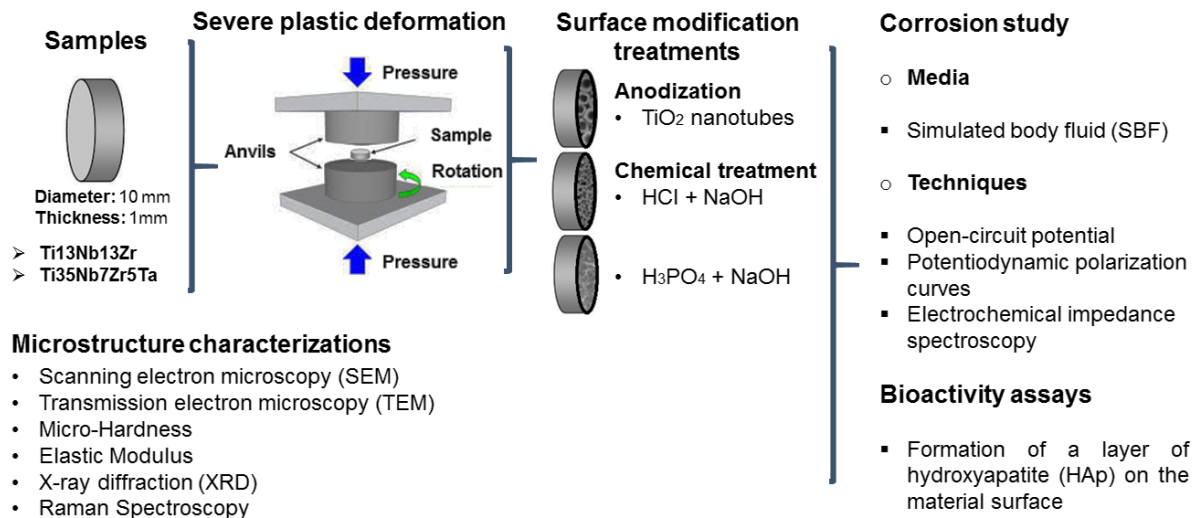 Samples
Diameter: 10 mm
Thickness: 1mm
➢ Ti13Nb13Zr
➢ Ti35Nb7Zr5Ta
Severe plastic deformation
Pressure
Sample
Anvils
Rotation
Pressure
Surface modification
treatments
Anodization
• TiO2 nanotubes
Chemical treatment
• HCl + NaOH
• H3PO4 + NaOH
Corrosion study
○ Media
▪ Simulated body fluid (SBF)
○ Techniques
▪ Open-circuit potential
▪ Potentiodynamic polarization
curves
▪ Electrochemical impedance
spectroscopy
Bioactivity assays
▪ Formation of a layer of
hydroxyapatite (HAp) on the
material surface
Microstructure characterizations
• Scanning electron microscopy (SEM)
• Transmission electron microscopy (TEM)
• Micro-Hardness
• Elastic Modulus
• X-ray diffraction (XRD)
• Raman Spectroscopy